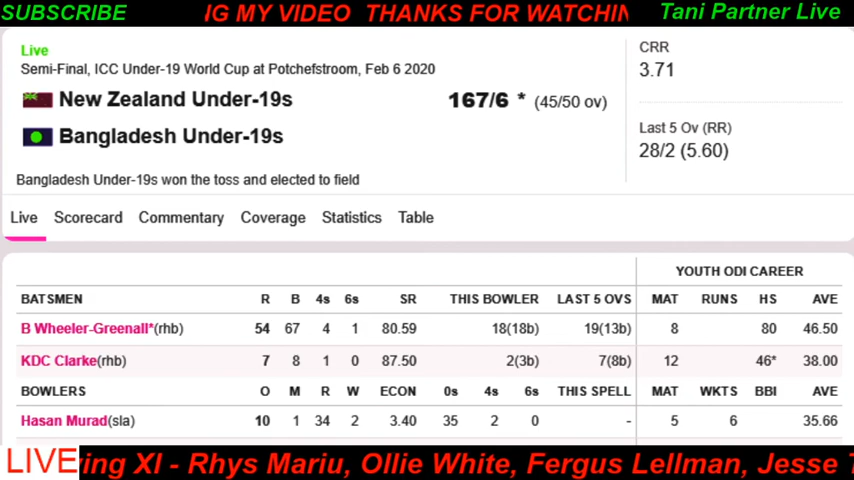 SUBSCRIBE IG MY VIDEO THANKS FOR WATCHIN Tani Partner Live
Live
Semi-Final, ICC Under-19 World Cup at Potchefstroom, Feb 6 2020
New Zealand Under-19s 167/6 * (45/50 ov)
Bangladesh Under-19s
Bangladesh Under-19s won the toss and elected to field
CRR
3.71
Last 5 Ov (RR)
28/2 (5.60)
Live Scorecard Commentary Coverage Statistics Table
YOUTH ODI CAREER
BATSMEN R B 4s 6s SR THIS BOWLER LAST 5 OVS MAT RUNS HS AVE
B Wheeler-Greenall*(rhb) 54 67 4 1 80.59 18(18b) 19(13b) 8 80 46.50
KDC Clarke(rhb) 7 8 1 0 87.50 2(3b) 7(8b) 12 46* 38.00
BOWLERS O M R W ECON 0s 4s 6s THIS SPELL MAT WKTS BBI AVE
Hasan Murad(sla) 10 1 34 2 3.40 35 2 0 - 5 6 35.66
LIVE ying XI - Rhys Mariu, Ollie White, Fergus Lellman, Jesse T